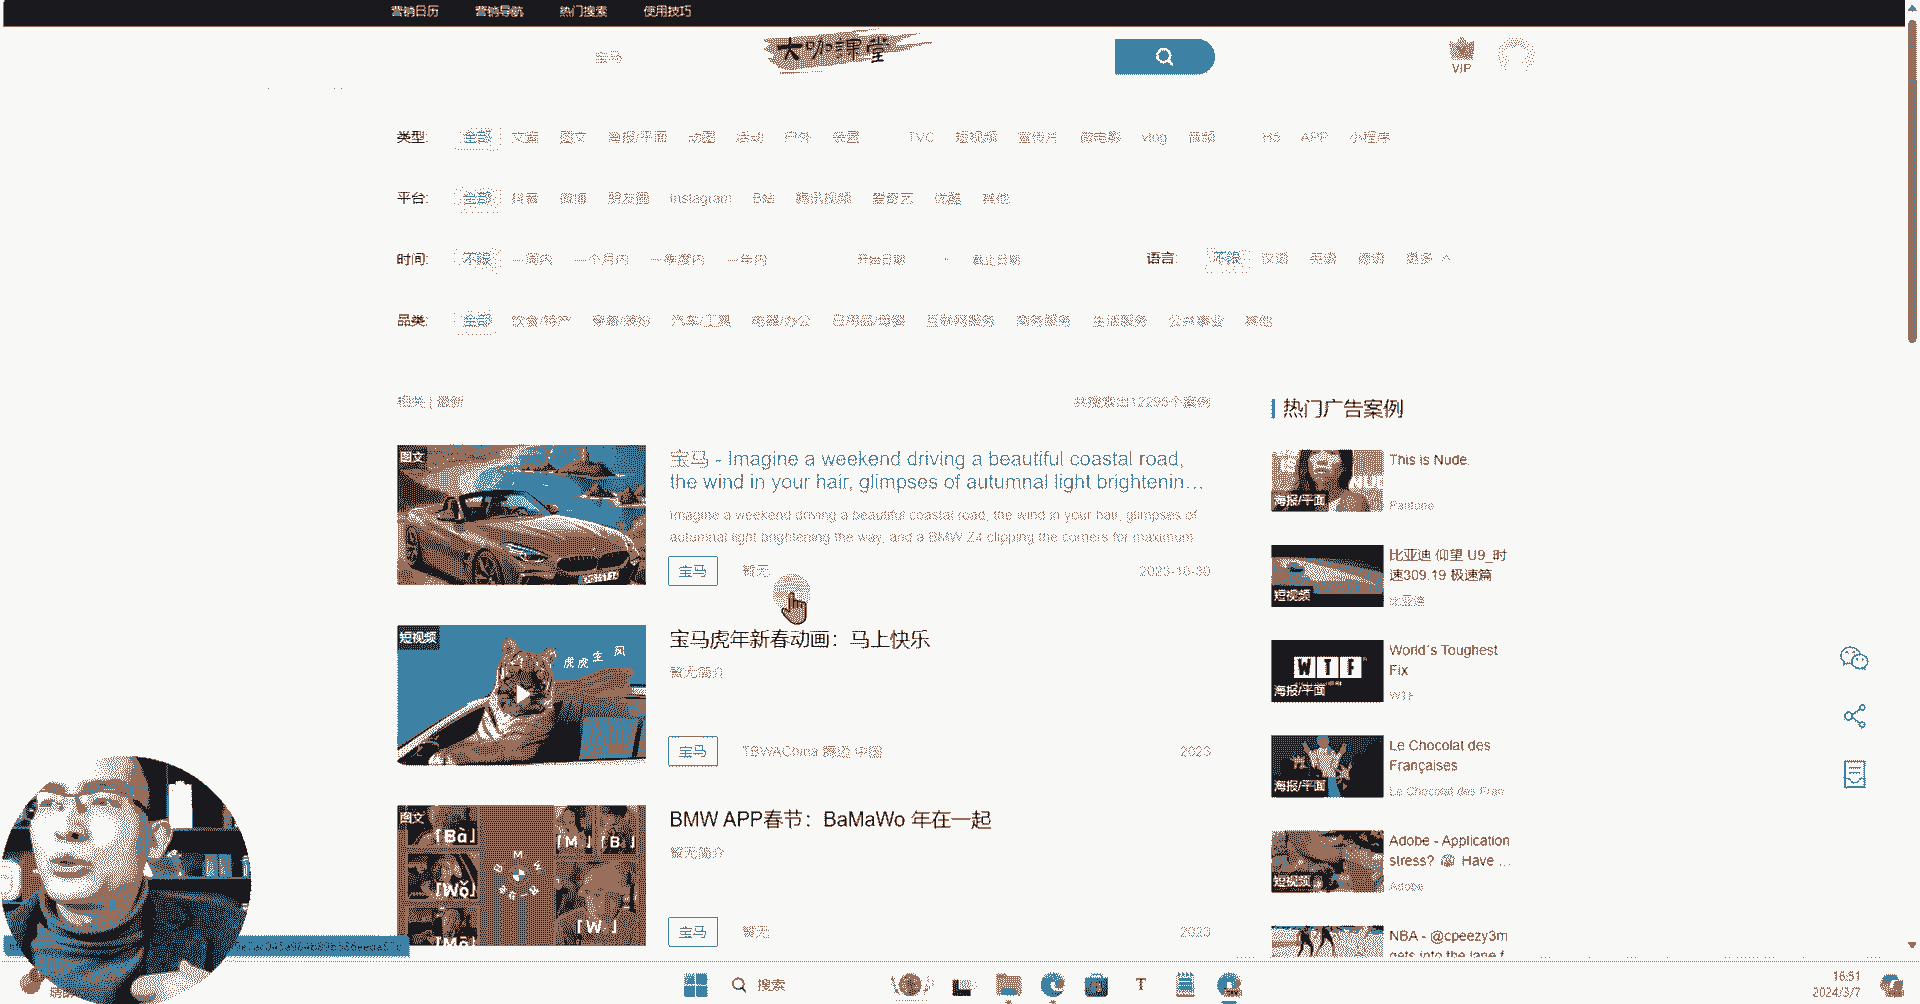 营销日历 营销导航 热门搜索 使用技巧
宝马
大咖課堂
VIP
类型: 全部 文案 图文 海报/平面 动图 活动 户外 装置 TVC 短视频 宣传片 微电影 vlog 音频 H5 APP 小程序
平台: 全部 抖音 微博 朋友圈 Instagram B站 腾讯视频 爱奇艺 优酷 其他
时间: 不限 一周内 一个月内 一季度内 一年内 开始日期 - 截止日期 语言: 不限 汉语 英语 德语 更多
品类: 全部 饮食/特产 穿着/装扮 汽车/工具 电器/办公 日用品/母婴 互联网服务 商务服务 生活服务 公共事业 其他
相关 | 最新
共搜索出12295个案例
图文
宝马 - Imagine a weekend driving a beautiful coastal road,
the wind in your hair, glimpses of autumnal light brightenin…
Imagine a weekend driving a beautiful coastal road, the wind in your hair, glimpses of
autumnal light brightening the way, and a BMW Z4 clipping the corners for maximum
宝马 暂无 2023-10-30
短视频
虎虎生风
宝马虎年新春动画：马上快乐
暂无简介
宝马 TBWAChina 腾迈 中国 2023
图文
「Bà」
「M 」「B 」
「Wǒ」
「W 」
BMW APP春节：BaMaWo 年在一起
暂无简介
宝马 暂无 2023
热门广告案例
海报/平面
This is Nude.
Pantone
短视频
比亚迪 仰望 U9_时
速309.19 极速篇
比亚迪
WTF
海报/平面
World´s Toughest
Fix
WTF
海报/平面
Le Chocolat des
Françaises
Le Chocolat des Fran
短视频
Adobe - Application
stress? 😩 Have …
Adobe
NBA - @cpeezy3m
gets into the lane f
搜索
16:51
2024/3/7